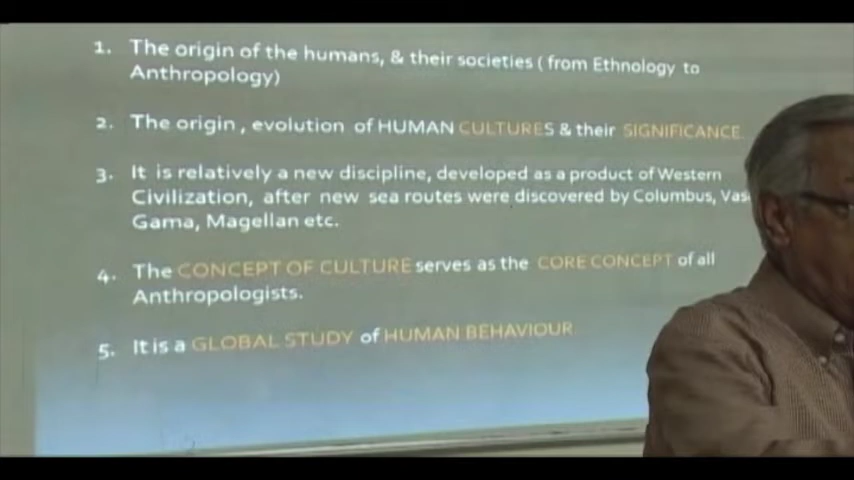 1. The origin of the humans, & their societies ( from Ethnology to
Anthropology)
2. The origin , evolution of HUMAN CULTURES & their SIGNIFICANCE.
3. It is relatively a new discipline, developed as a product of Western
Civilization, after new sea routes were discovered by Columbus, Vas
Gama, Magellan etc.
4. The CONCEPT OF CULTURE serves as the CORE CONCEPT of all
Anthropologists.
5. It is a GLOBAL STUDY of HUMAN BEHAVIOUR.